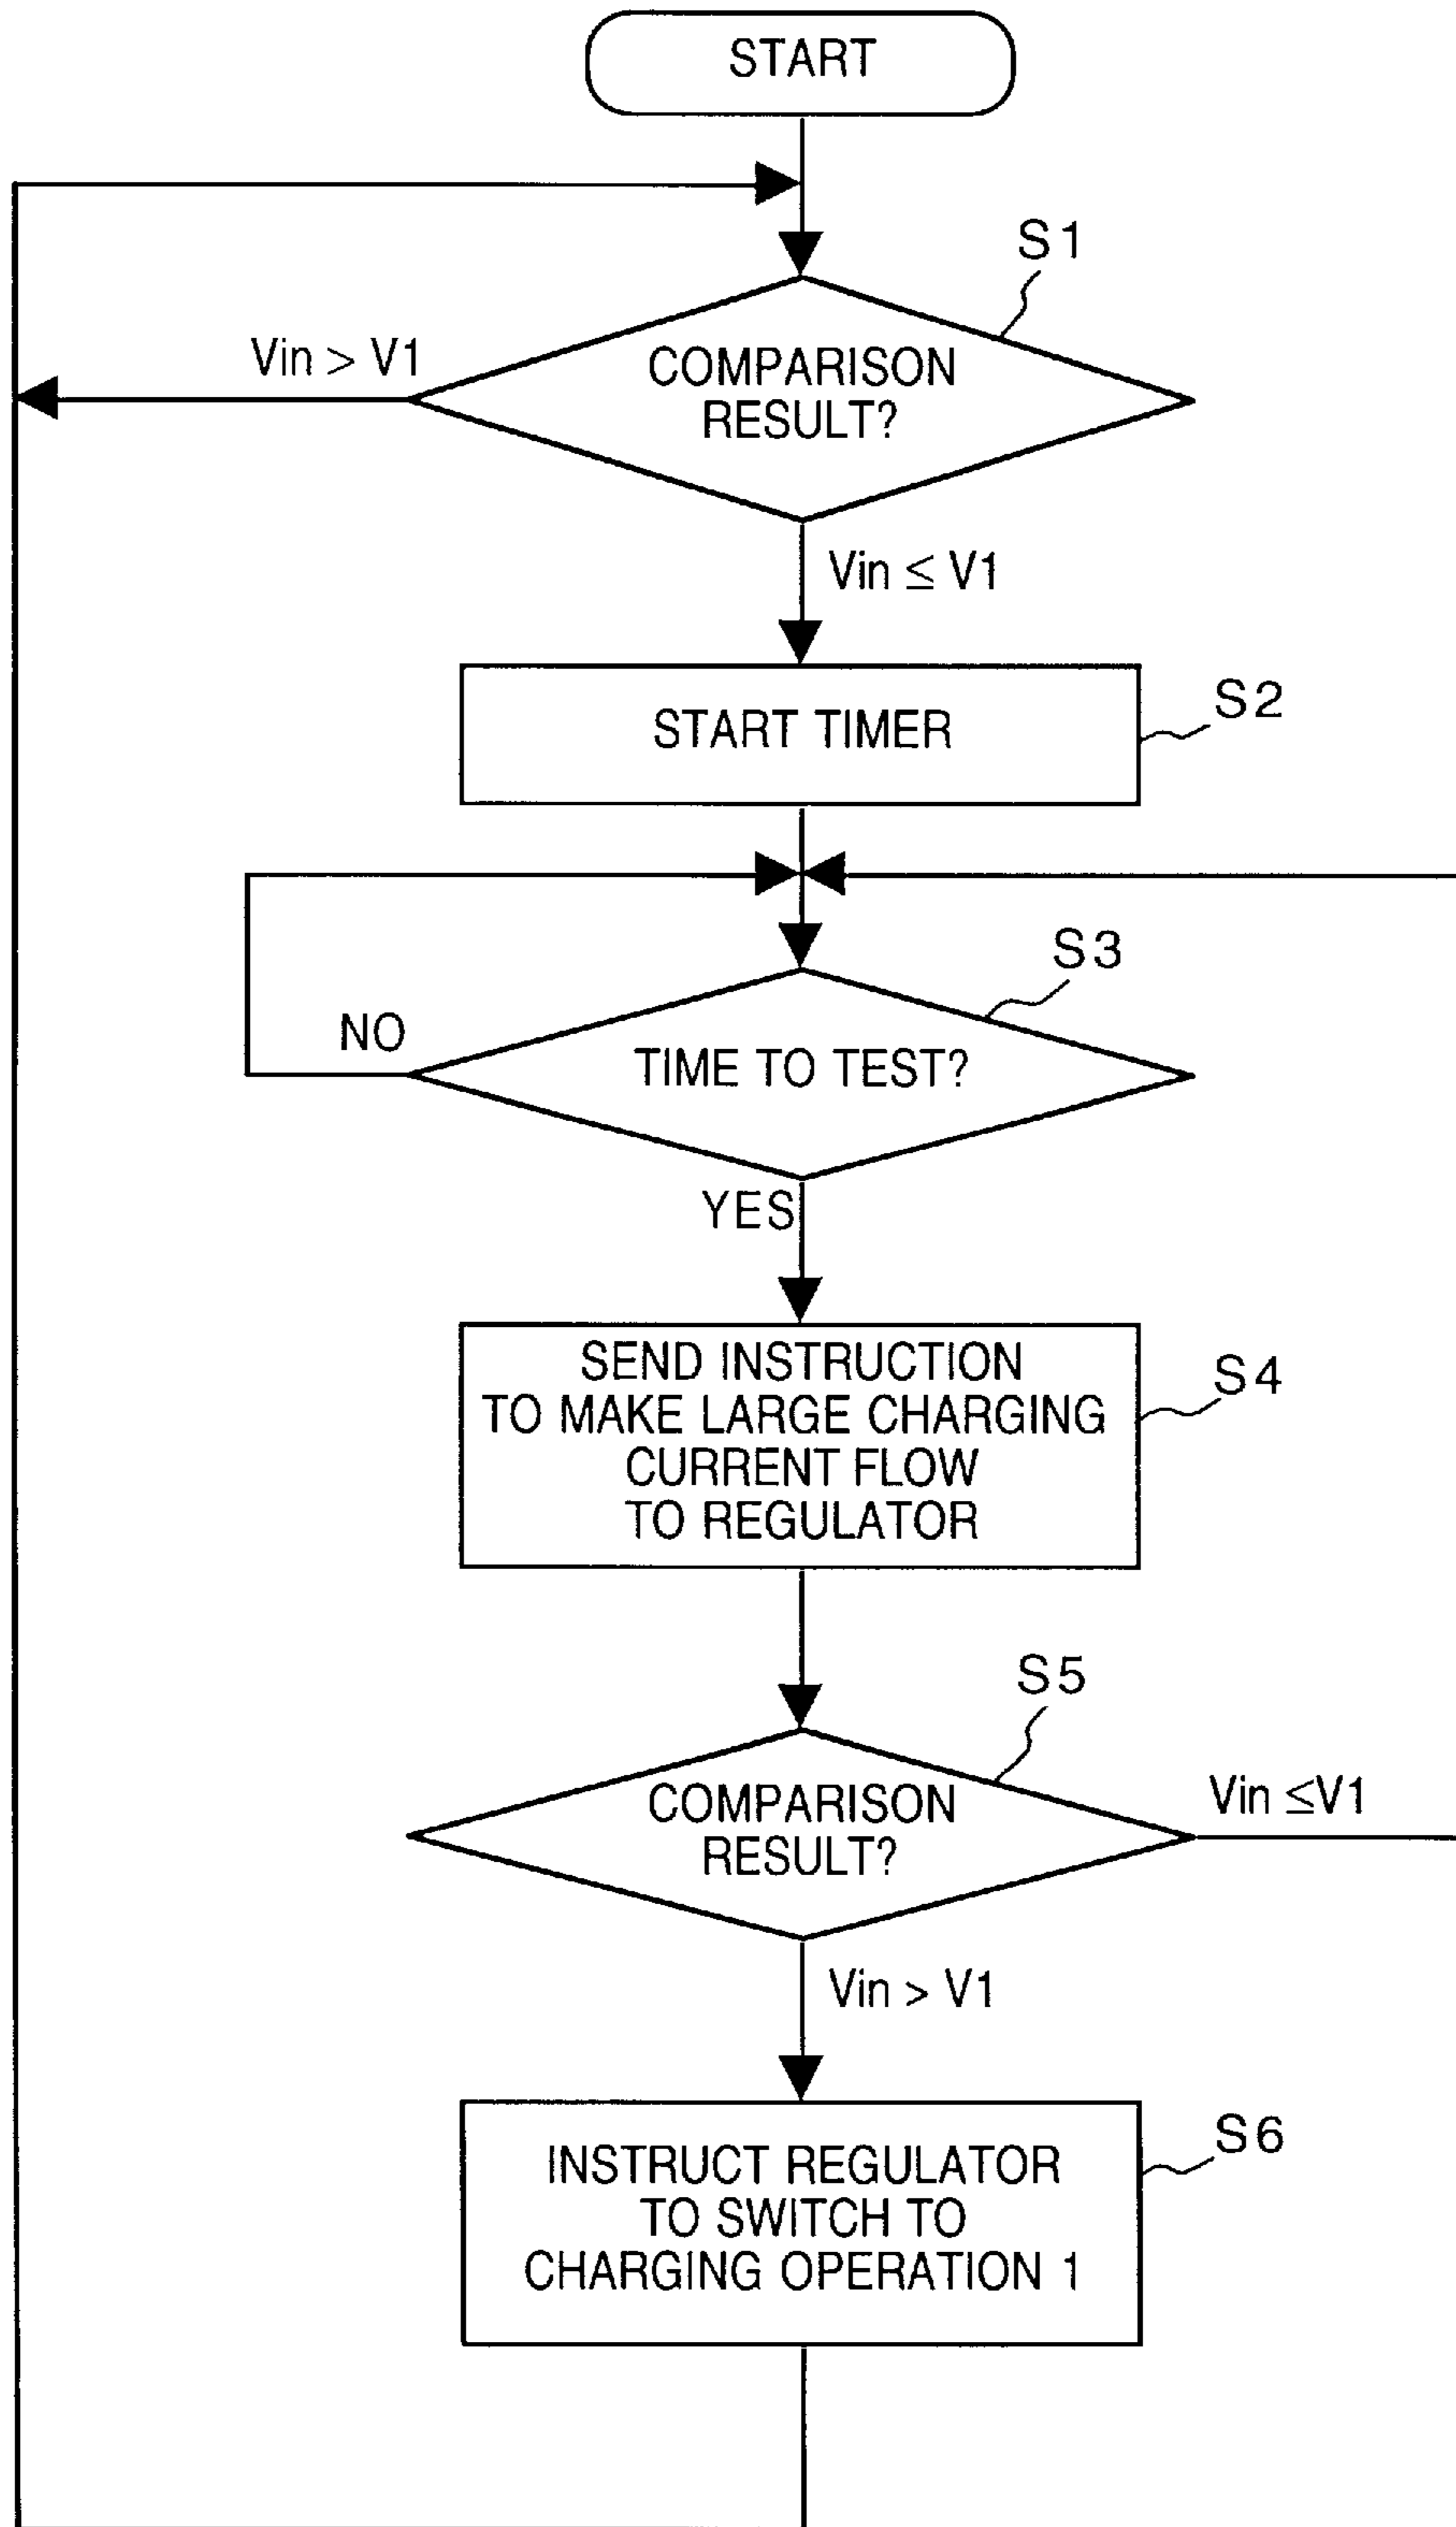 START
S1
Vin > V1
COMPARISON
RESULT?
Vin ≤ V1
START TIMER
S2
S3
NO
TIME TO TEST?
YES
SEND INSTRUCTION
TO MAKE LARGE CHARGING
CURRENT FLOW
TO REGULATOR
S4
S5
COMPARISON
RESULT?
Vin ≤V1
Vin > V1
INSTRUCT REGULATOR
TO SWITCH TO
CHARGING OPERATION 1
S6